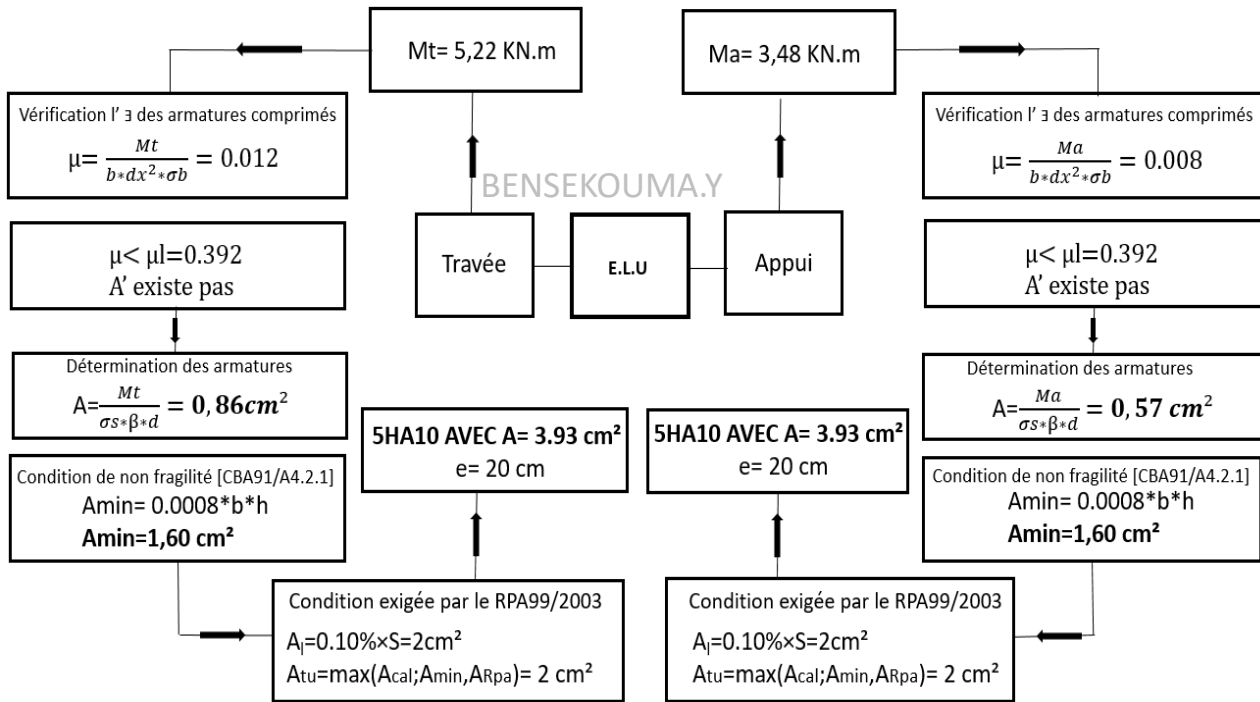 Mt= 5,22 KN.m
Ma= 3,48 KN.m
Vérification l' ∃ des armatures comprimés
μ= Mt / b∗dx²∗σb = 0.012
Vérification l' ∃ des armatures comprimés
μ= Ma / b∗dx²∗σb = 0.008
BENSEKOUMA.Y
μ< μl=0.392
A' existe pas
Travée
E.L.U
Appui
μ< μl=0.392
A' existe pas
Détermination des armatures
A= Mt / σs∗β∗d = 0,86cm²
Détermination des armatures
A= Ma / σs∗β∗d = 0,57 cm²
5HA10 AVEC A= 3.93 cm²
e= 20 cm
5HA10 AVEC A= 3.93 cm²
e= 20 cm
Condition de non fragilité [CBA91/A4.2.1]
Amin= 0.0008*b*h
Amin=1,60 cm²
Condition de non fragilité [CBA91/A4.2.1]
Amin= 0.0008*b*h
Amin=1,60 cm²
Condition exigée par le RPA99/2003
Al=0.10%×S=2cm²
Atu=max(Acal;Amin,ARpa)= 2 cm²
Condition exigée par le RPA99/2003
Al=0.10%×S=2cm²
Atu=max(Acal;Amin,ARpa)= 2 cm²